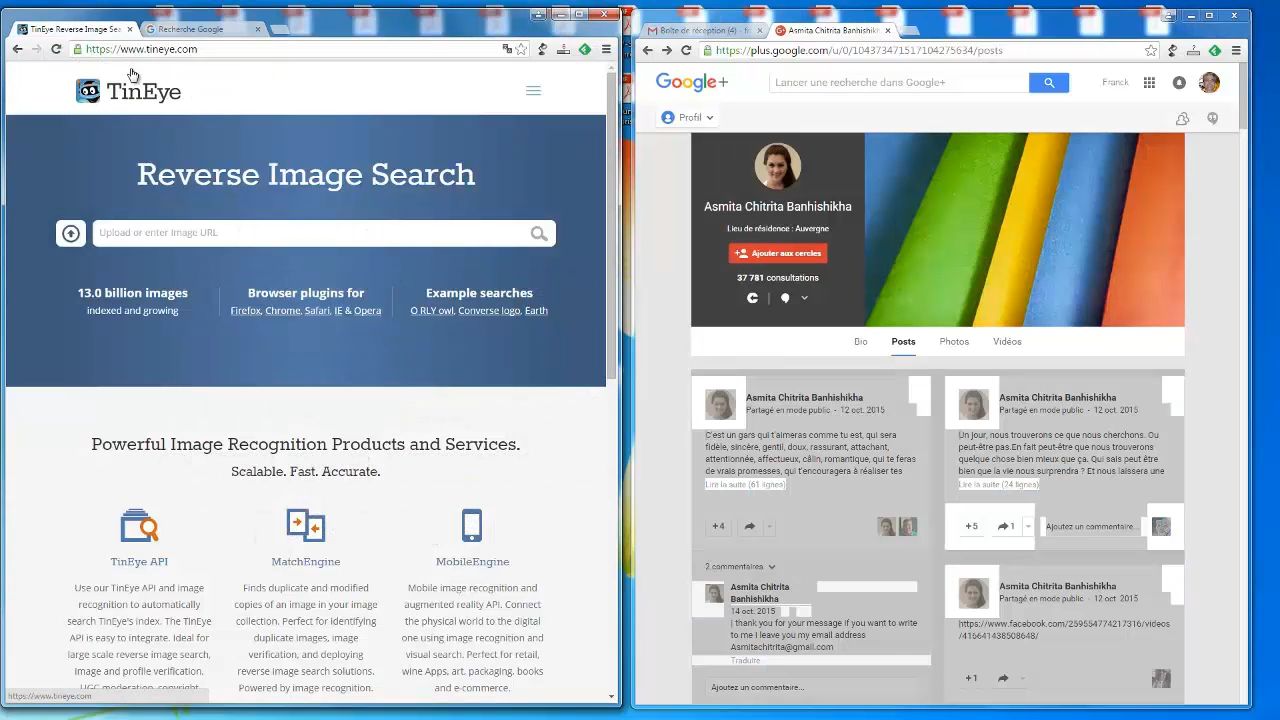 TinEye Reverse Image Sea
Recherche Google
https://www.tineye.com
TinEye
Reverse Image Search
Upload or enter Image URL
13.0 billion images
indexed and growing
Browser plugins for
Firefox, Chrome, Safari, IE & Opera
Example searches
O RLY owl, Converse logo, Earth
Powerful Image Recognition Products and Services.
Scalable. Fast. Accurate.
TinEye API
Use our TinEye API and image
recognition to automatically
search TinEye's index. The TinEye
API is easy to integrate. Ideal for
large scale reverse image search,
image and profile verification,
UGC moderation, copyright
MatchEngine
Finds duplicate and modified
copies of an image in your image
collection. Perfect for identifying
duplicate images, image
verification, and deploying
reverse image search solutions.
Powered by image recognition.
MobileEngine
Mobile image recognition and
augmented reality API. Connect
the physical world to the digital
one using image recognition and
visual search. Perfect for retail,
wine Apps, art, packaging, books
and e-commerce.
https://www.tineye.com
Boîte de réception (4) - fr
Asmita Chitrita Banhishikh
https://plus.google.com/u/0/104373471517104275634/posts
Google+
Lancer une recherche dans Google+
Franck
Profil
Asmita Chitrita Banhishikha
Lieu de résidence : Auvergne
Ajouter aux cercles
37 781 consultations
Bio
Posts
Photos
Vidéos
Asmita Chitrita Banhishikha
Partagé en mode public - 12 oct. 2015
C'est un gars qui t'aimeras comme tu est, qui sera
fidèle, sincère, gentil, doux, rassurant, attachant,
attentionnée, affectueux, câlin, romantique, qui te feras
de vrais promesses, qui t'encouragera à réaliser tes
Lire la suite (61 lignes)
+4
2 commentaires
Asmita Chitrita
Banhishikha
14 oct. 2015
I thank you for your message If you want to write
to me I leave you my email address
Asmitachitrita@gmail.com
Traduire
Ajoutez un commentaire...
Asmita Chitrita Banhishikha
Partagé en mode public - 12 oct. 2015
Un jour, nous trouverons ce que nous cherchons. Ou
peut-être pas.En fait peut-être que nous trouverons
quelque chose bien mieux que ça. Qui sais peut être
bien que la vie nous surprendra ? Et nous laissera une
Lire la suite (24 lignes)
+5
1
Ajoutez un commentaire...
Asmita Chitrita Banhishikha
Partagé en mode public - 12 oct. 2015
https://www.facebook.com/259554774217316/videos
/416641438508648/
+1